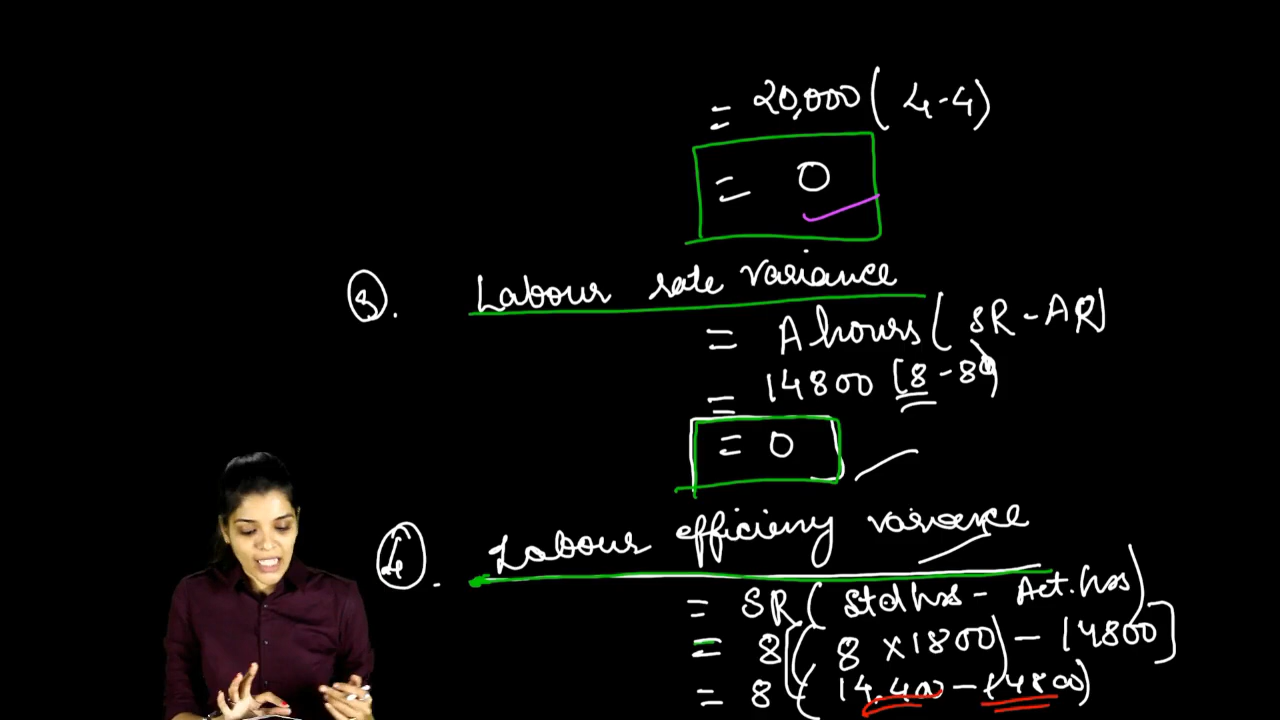 = 20,000 ( 4-4)
= 0
3. Labour rate variance
= A hours ( SR - AR)
= 14800 [8 - 8)
= 0
4. Labour efficieny variance
= SR ( Std hrs - Act. hrs)
= 8 [( 8 x 1800) - 14800 ]
= 8 ( 14,400 - 14800)